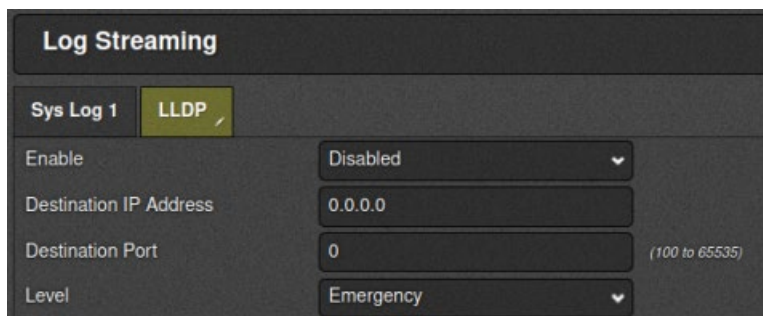 Log Streaming
Sys Log 1 LLDP
Enable Disabled
Destination IP Address 0.0.0.0
Destination Port 0 (100 to 65535)
Level Emergency